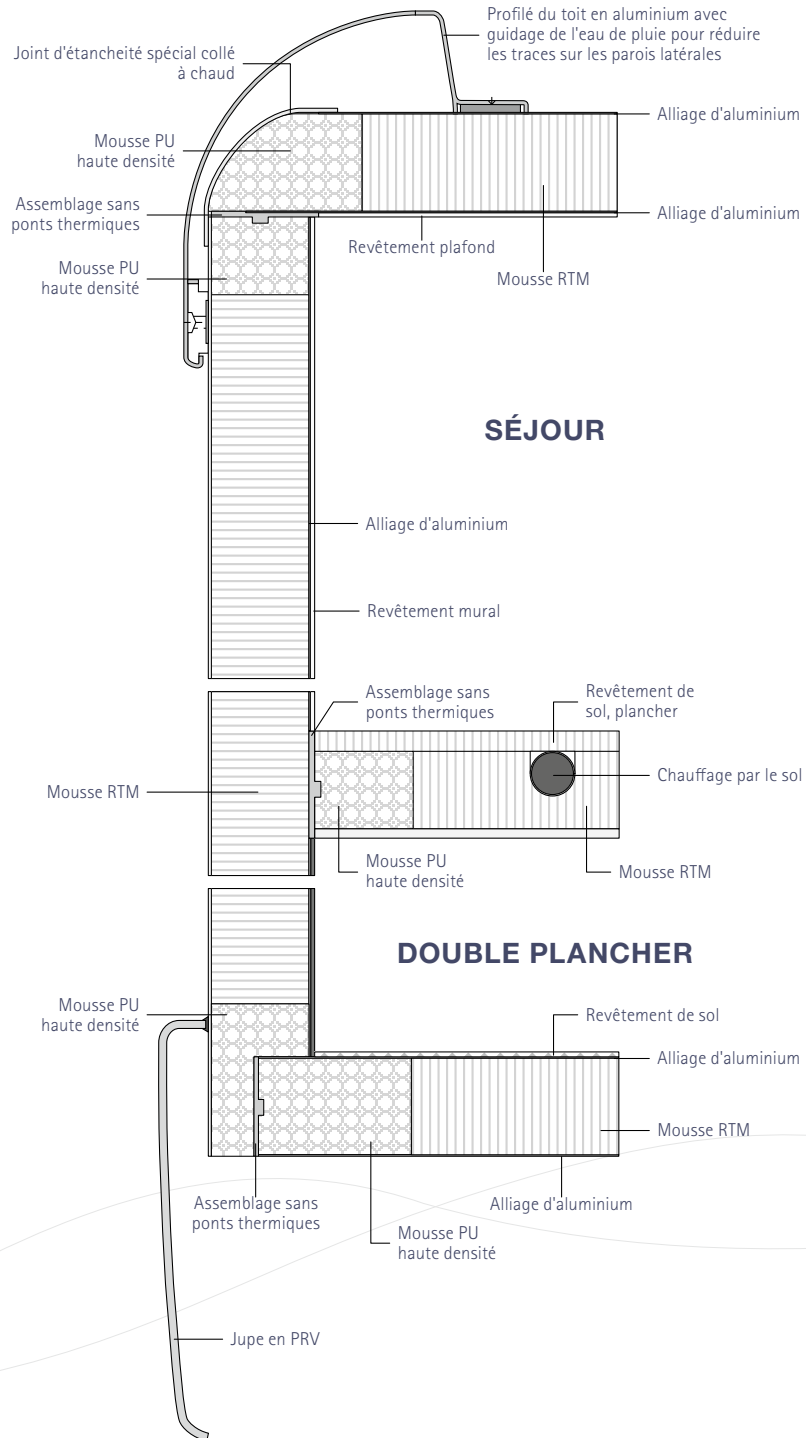 Profilé du toit en aluminium avec
guidage de l'eau de pluie pour réduire
les traces sur les parois latérales
Joint d'étancheité spécial collé
à chaud
Alliage d'aluminium
Mousse PU
haute densité
Assemblage sans
ponts thermiques
Alliage d'aluminium
Revêtement plafond
Mousse PU
haute densité
Mousse RTM
SÉJOUR
Alliage d'aluminium
Revêtement mural
Assemblage sans
ponts thermiques
Revêtement de
sol, plancher
Mousse RTM
Chauffage par le sol
Mousse PU
haute densité
Mousse RTM
DOUBLE PLANCHER
Mousse PU
haute densité
Revêtement de sol
Alliage d'aluminium
Mousse RTM
Assemblage sans
ponts thermiques
Alliage d'aluminium
Mousse PU
haute densité
Jupe en PRV